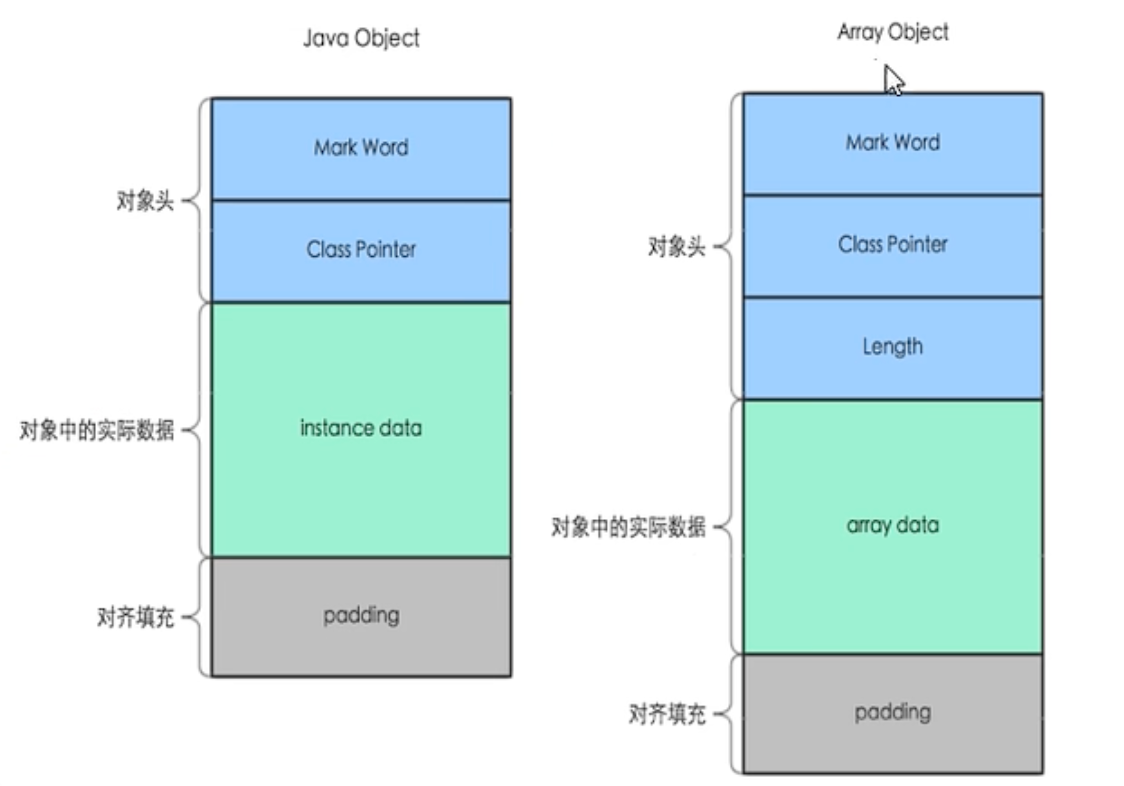 Java Object
Mark Word
对象头
Class Pointer
对象中的实际数据
instance data
对齐填充
padding
Array Object
Mark Word
对象头
Class Pointer
Length
对象中的实际数据
array data
对齐填充
padding